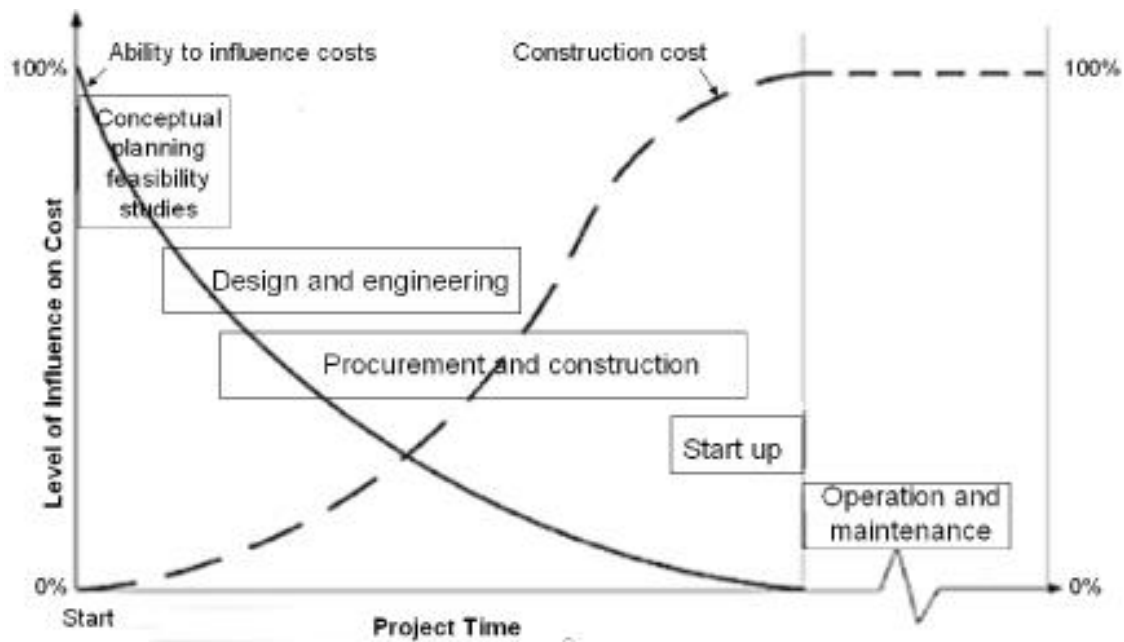 Ability to influence costs
Construction cost
100%
100%
Conceptual
planning
feasibility
studies
Design and engineering
Procurement and construction
Start up
Operation and
maintenance
Level of Influence on Cost
0%
0%
Start
Project Time